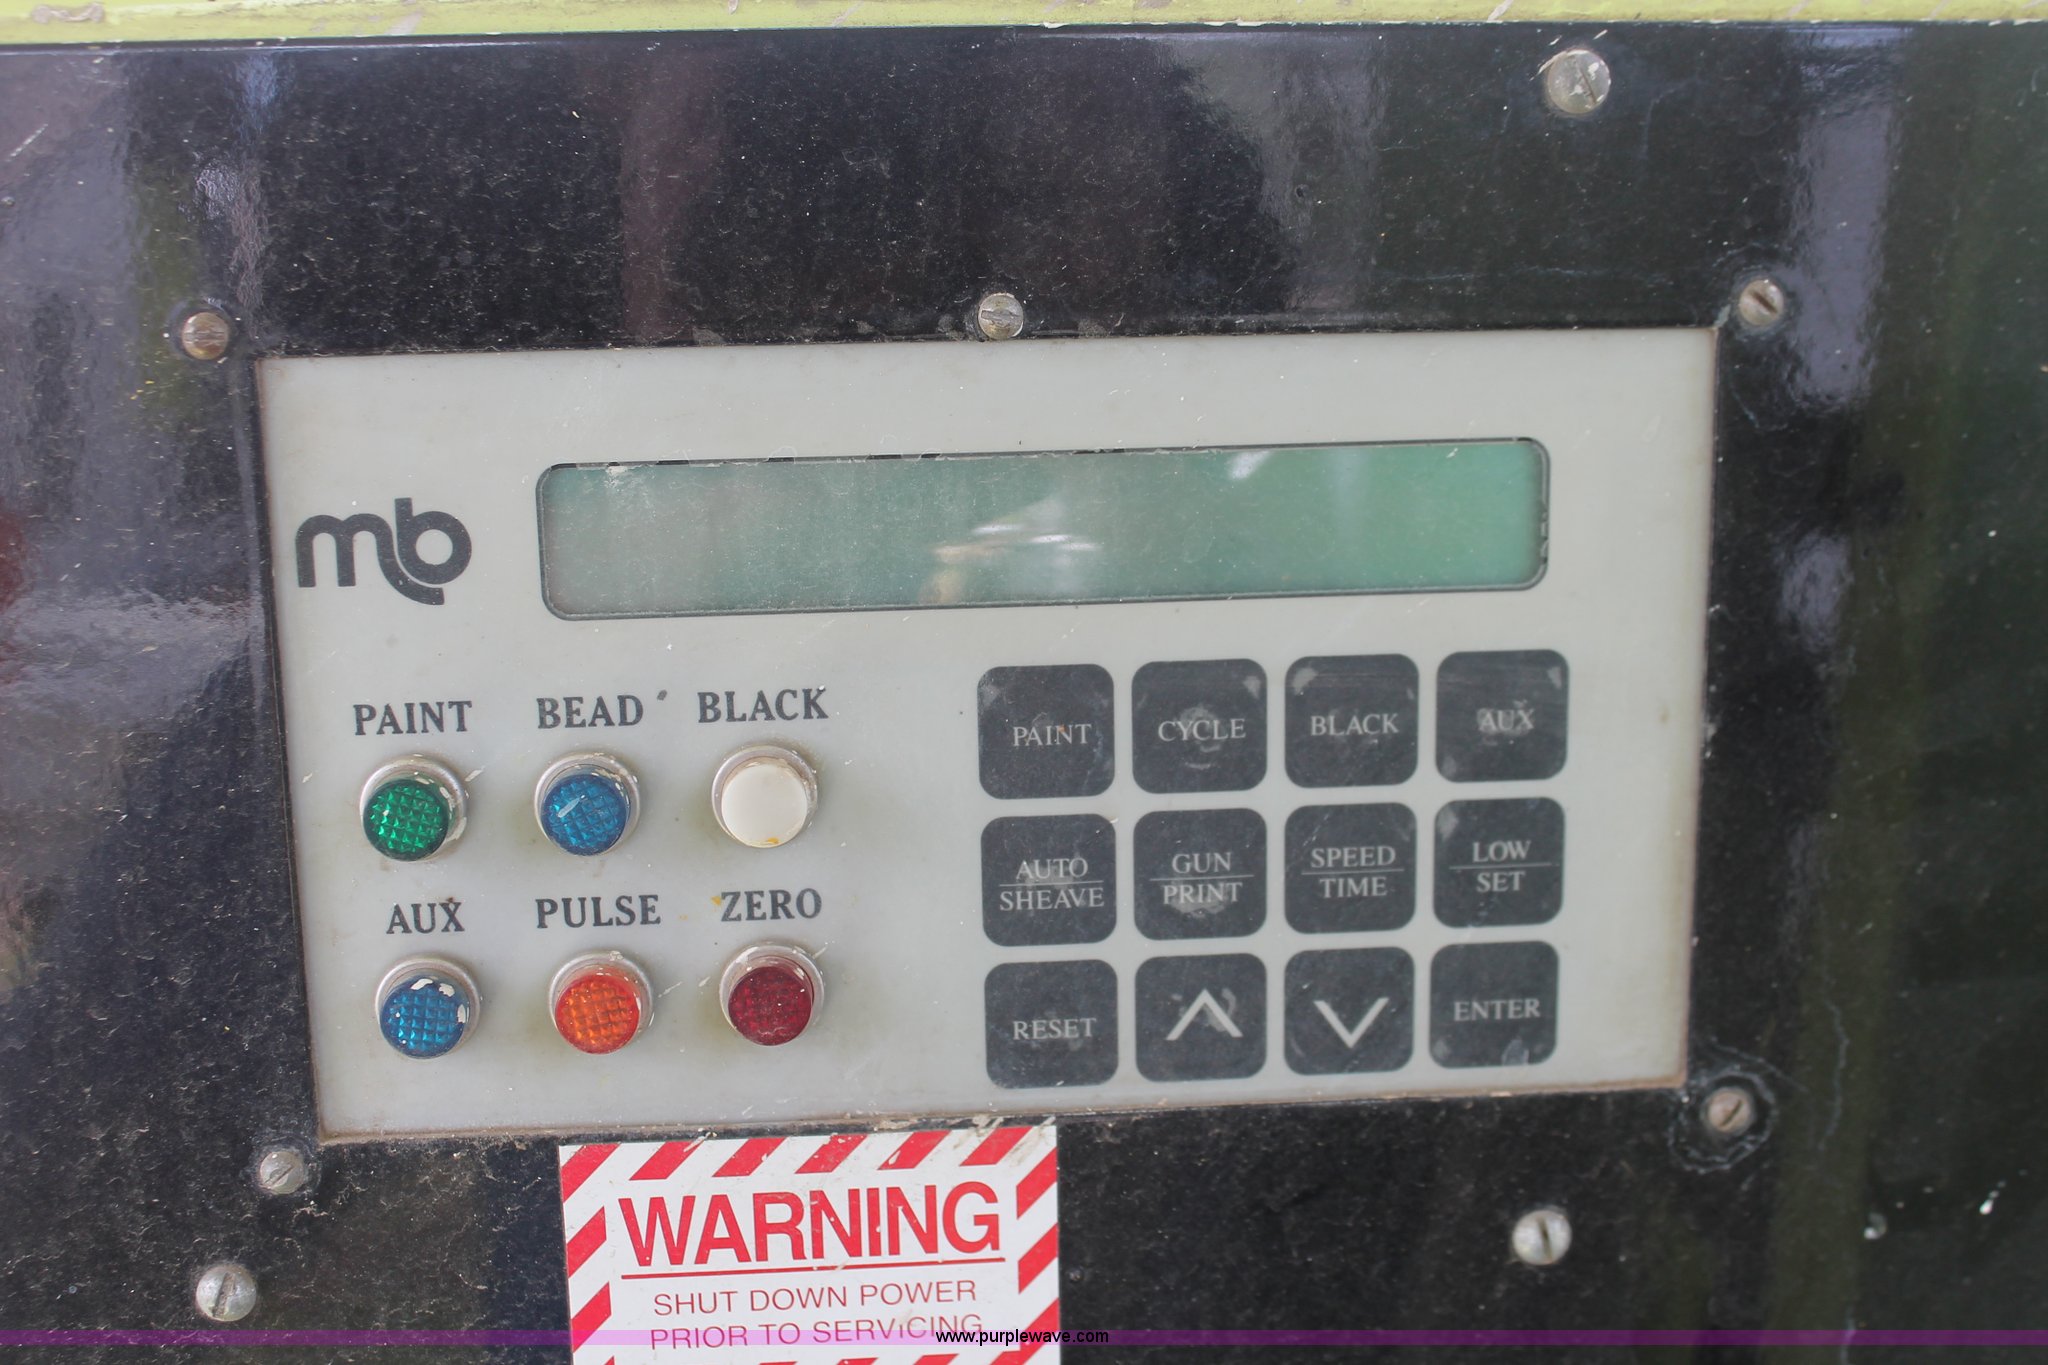 mb
PAINT BEAD BLACK
AUX PULSE ZERO
PAINT CYCLE BLACK AUX
AUTO SHEAVE GUN PRINT SPEED TIME LOW SET
RESET ENTER
WARNING
SHUT DOWN POWER
PRIOR TO SERVICING
www.purplewave.com